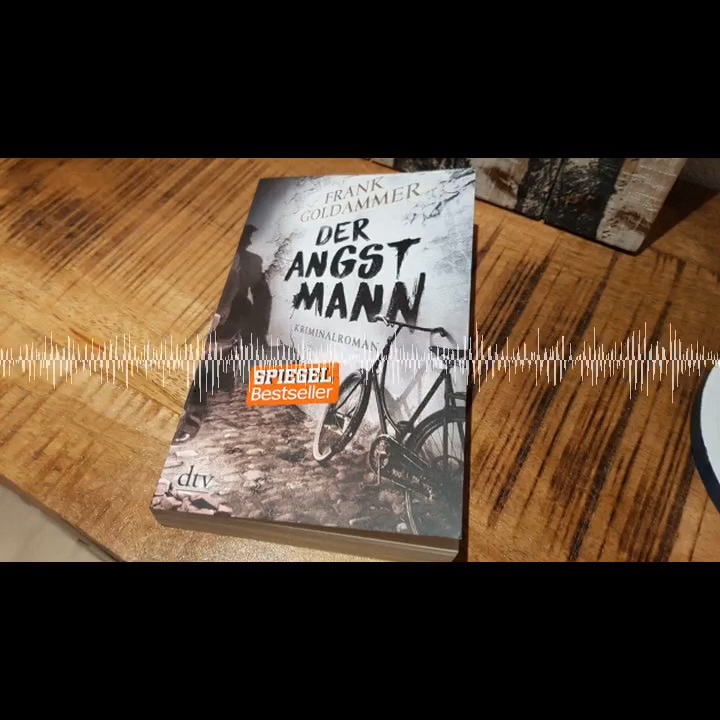 FRANK
GOLDAMMER
DER
ANGST
MANN
KRIMINALROMAN
SPIEGEL
Bestseller
dtv